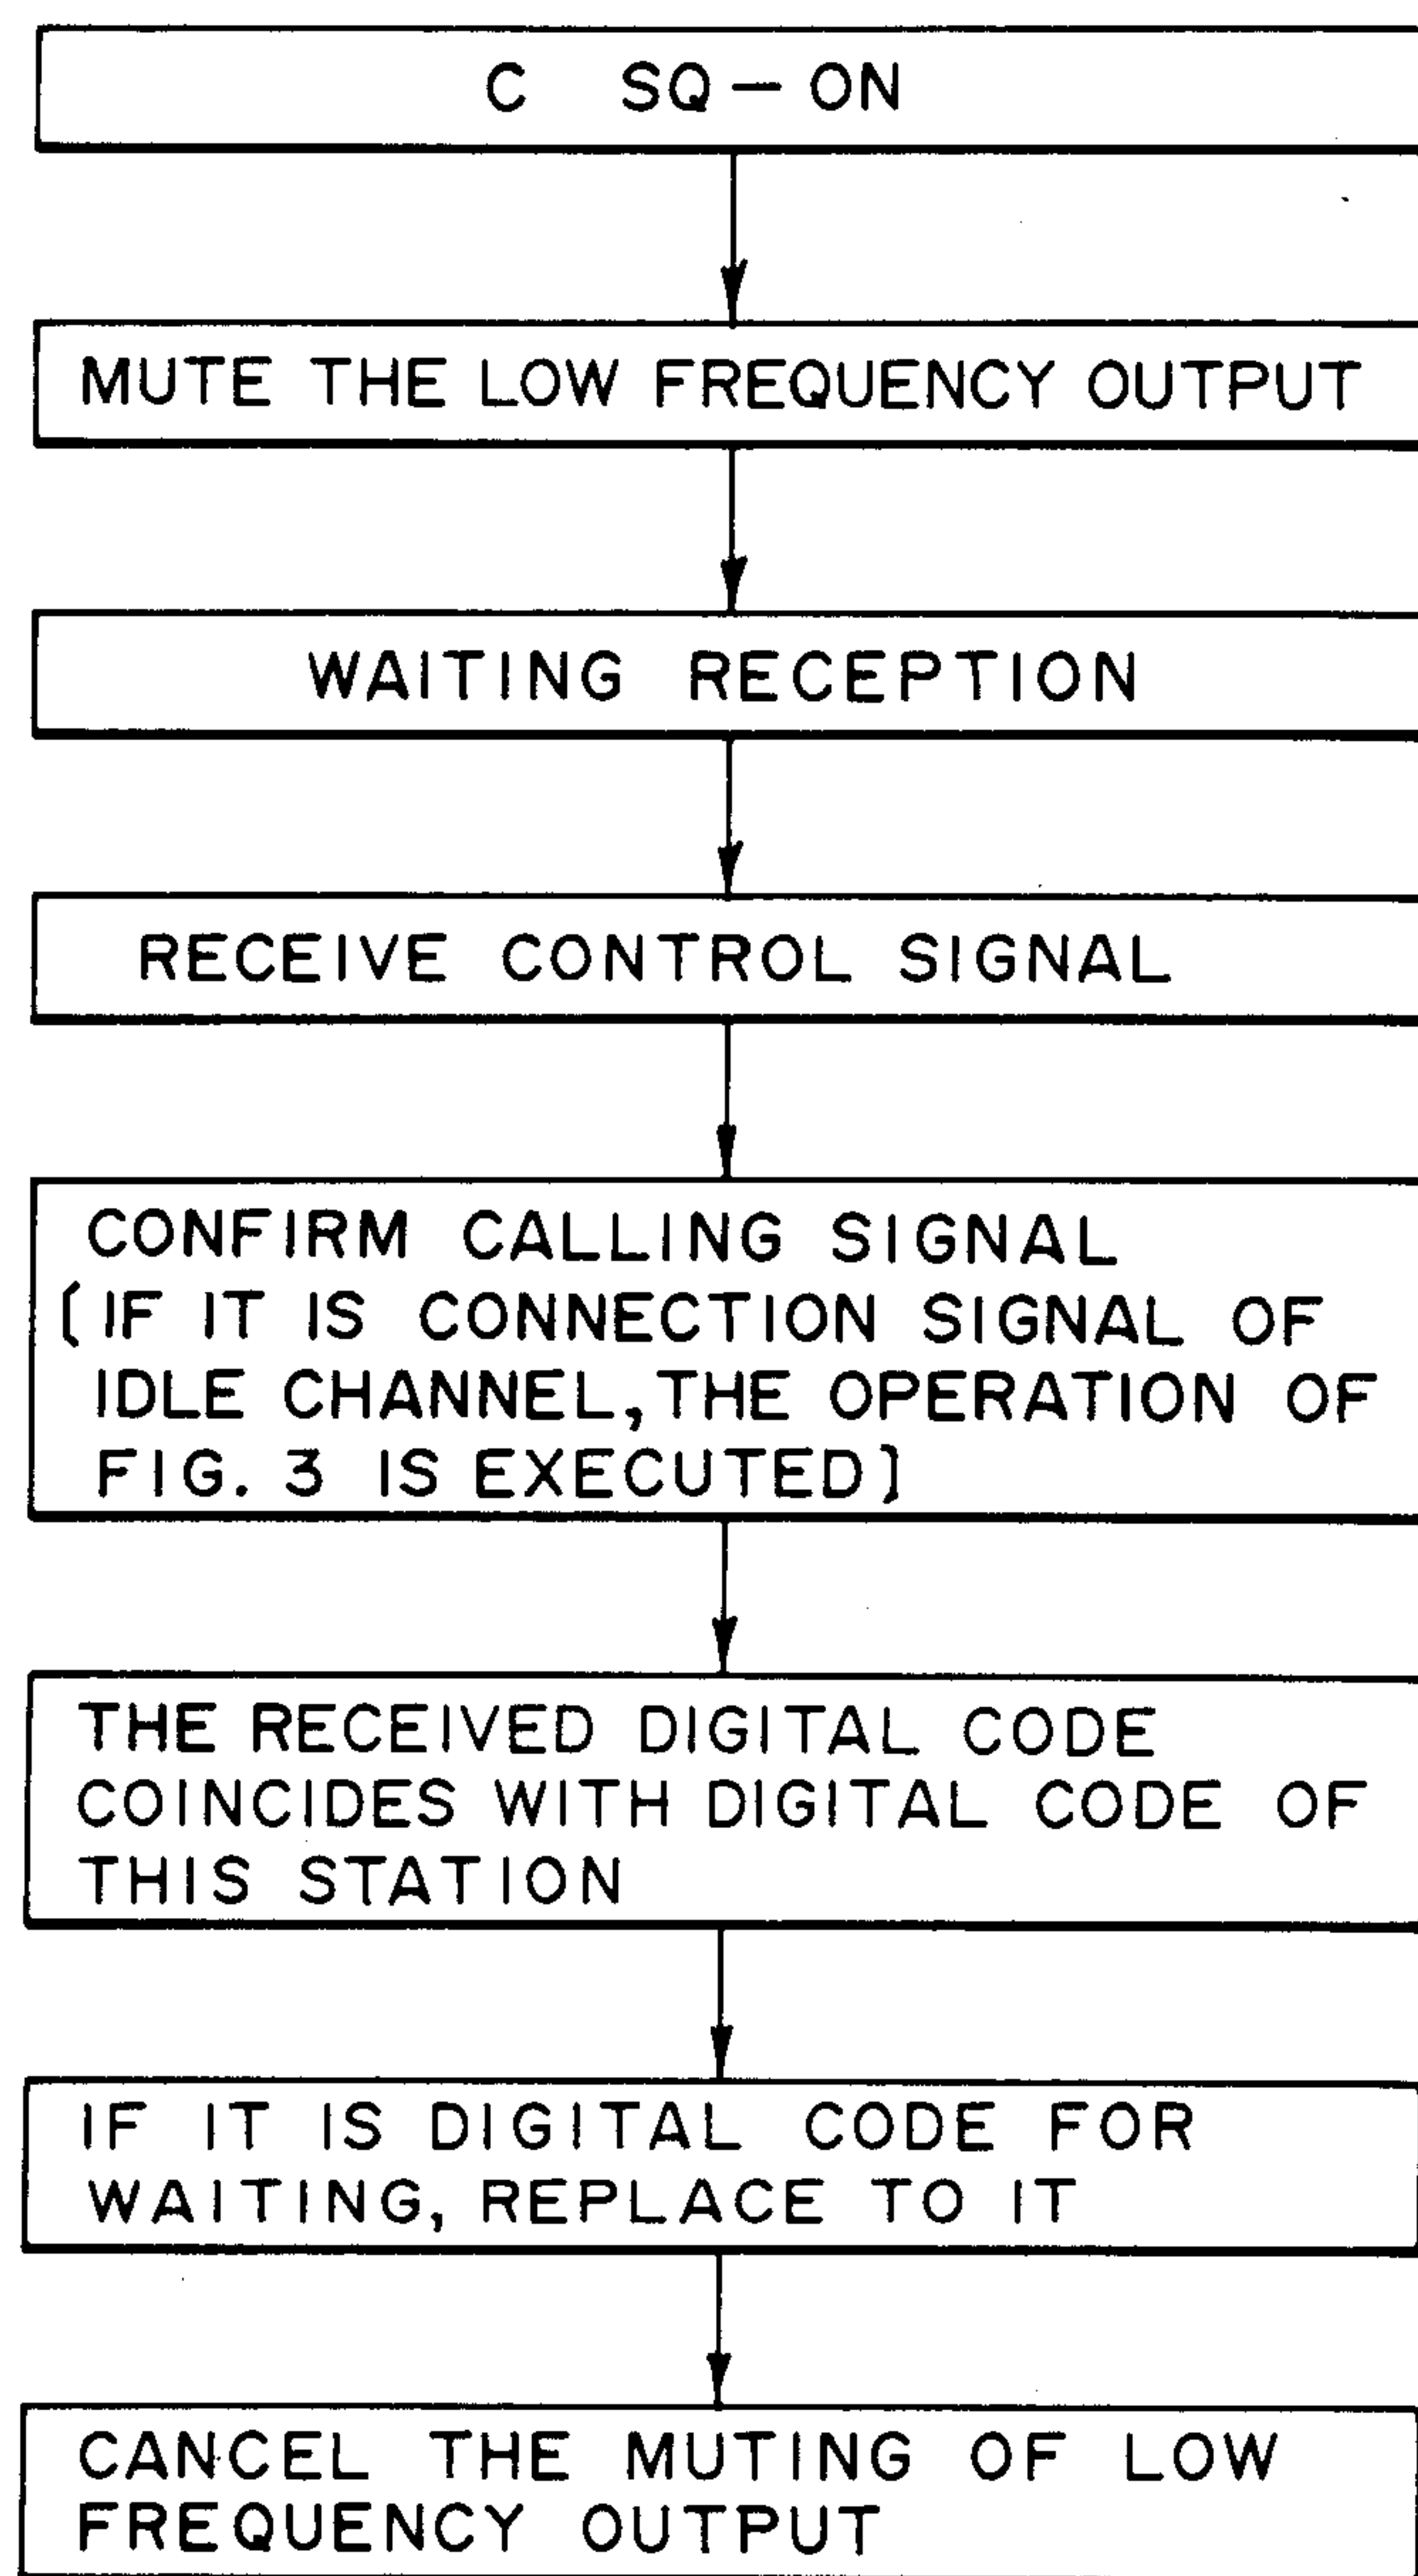 C SQ-ON
MUTE THE LOW FREQUENCY OUTPUT
WAITING RECEPTION
RECEIVE CONTROL SIGNAL
CONFIRM CALLING SIGNAL
[IF IT IS CONNECTION SIGNAL OF
IDLE CHANNEL, THE OPERATION OF
FIG. 3 IS EXECUTED]
THE RECEIVED DIGITAL CODE
COINCIDES WITH DIGITAL CODE OF
THIS STATION
IF IT IS DIGITAL CODE FOR
WAITING, REPLACE TO IT
CANCEL THE MUTING OF LOW
FREQUENCY OUTPUT